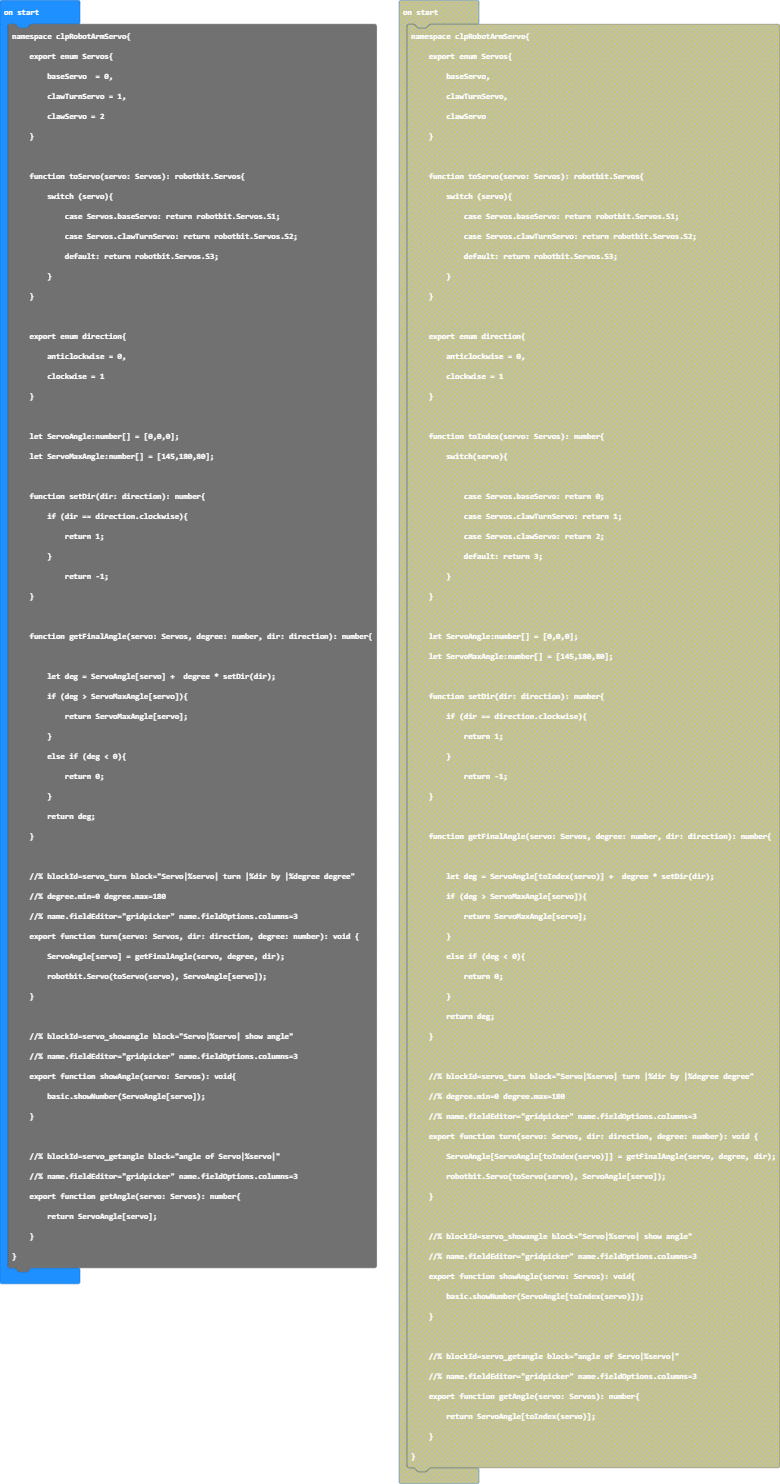 on start
namespace clpRobotArmServo{
export enum Servos{
baseServo  = 0,
clawTurnServo = 1,
clawServo = 2
}
function toServo(servo: Servos): robotbit.Servos{
switch (servo){
case Servos.baseServo: return robotbit.Servos.S1;
case Servos.clawTurnServo: return robotbit.Servos.S2;
default: return robotbit.Servos.S3;
}
}
export enum direction{
anticlockwise = 0,
clockwise = 1
}
let ServoAngle:number[] = [0,0,0];
let ServoMaxAngle:number[] = [145,180,80];
function setDir(dir: direction): number{
if (dir == direction.clockwise){
return 1;
}
return -1;
}
function getFinalAngle(servo: Servos, degree: number, dir: direction): number{
let deg = ServoAngle[servo] +  degree * setDir(dir);
if (deg > ServoMaxAngle[servo]){
return ServoMaxAngle[servo];
}
else if (deg < 0){
return 0;
}
return deg;
}
//% blockId=servo_turn block="Servo|%servo| turn |%dir by |%degree degree"
//% degree.min=0 degree.max=180
//% name.fieldEditor="gridpicker" name.fieldOptions.columns=3
export function turn(servo: Servos, dir: direction, degree: number): void {
ServoAngle[servo] = getFinalAngle(servo, degree, dir);
robotbit.Servo(toServo(servo), ServoAngle[servo]);
}
//% blockId=servo_showangle block="Servo|%servo| show angle"
//% name.fieldEditor="gridpicker" name.fieldOptions.columns=3
export function showAngle(servo: Servos): void{
basic.showNumber(ServoAngle[servo]);
}
//% blockId=servo_getangle block="angle of Servo|%servo|"
//% name.fieldEditor="gridpicker" name.fieldOptions.columns=3
export function getAngle(servo: Servos): number{
return ServoAngle[servo];
}
}
on start
namespace clpRobotArmServo{
export enum Servos{
baseServo,
clawTurnServo,
clawServo
}
function toServo(servo: Servos): robotbit.Servos{
switch (servo){
case Servos.baseServo: return robotbit.Servos.S1;
case Servos.clawTurnServo: return robotbit.Servos.S2;
default: return robotbit.Servos.S3;
}
}
export enum direction{
anticlockwise = 0,
clockwise = 1
}
function toIndex(servo: Servos): number{
switch(servo){
case Servos.baseServo: return 0;
case Servos.clawTurnServo: return 1;
case Servos.clawServo: return 2;
default: return 3;
}
}
let ServoAngle:number[] = [0,0,0];
let ServoMaxAngle:number[] = [145,180,80];
function setDir(dir: direction): number{
if (dir == direction.clockwise){
return 1;
}
return -1;
}
function getFinalAngle(servo: Servos, degree: number, dir: direction): number{
let deg = ServoAngle[toIndex(servo)] +  degree * setDir(dir);
if (deg > ServoMaxAngle[servo]){
return ServoMaxAngle[servo];
}
else if (deg < 0){
return 0;
}
return deg;
}
//% blockId=servo_turn block="Servo|%servo| turn |%dir by |%degree degree"
//% degree.min=0 degree.max=180
//% name.fieldEditor="gridpicker" name.fieldOptions.columns=3
export function turn(servo: Servos, dir: direction, degree: number): void {
ServoAngle[ServoAngle[toIndex(servo)]] = getFinalAngle(servo, degree, dir);
robotbit.Servo(toServo(servo), ServoAngle[servo]);
}
//% blockId=servo_showangle block="Servo|%servo| show angle"
//% name.fieldEditor="gridpicker" name.fieldOptions.columns=3
export function showAngle(servo: Servos): void{
basic.showNumber(ServoAngle[toIndex(servo)]);
}
//% blockId=servo_getangle block="angle of Servo|%servo|"
//% name.fieldEditor="gridpicker" name.fieldOptions.columns=3
export function getAngle(servo: Servos): number{
return ServoAngle[toIndex(servo)];
}
}